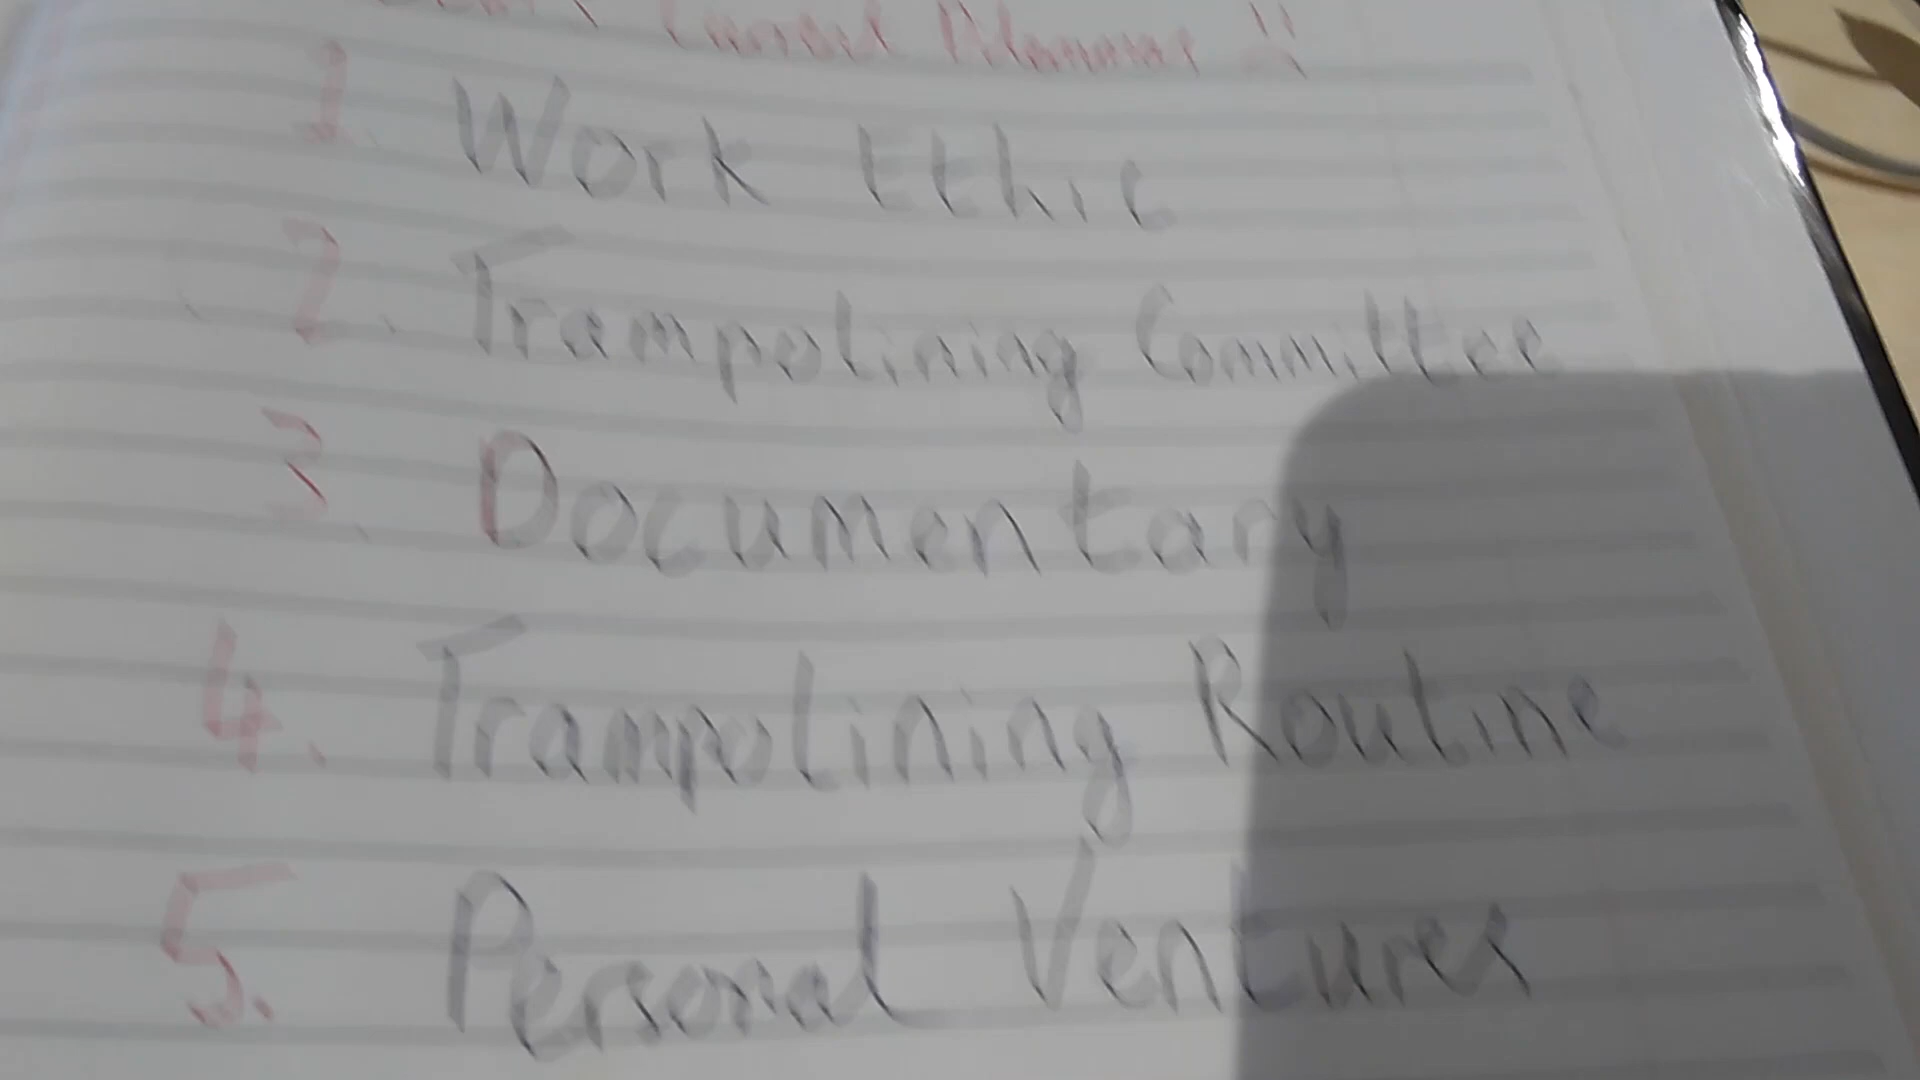 1. Work Ethic
2. Trampolining Committee
3. Documentary
4. Trampolining Routine
5. Personal Ventures